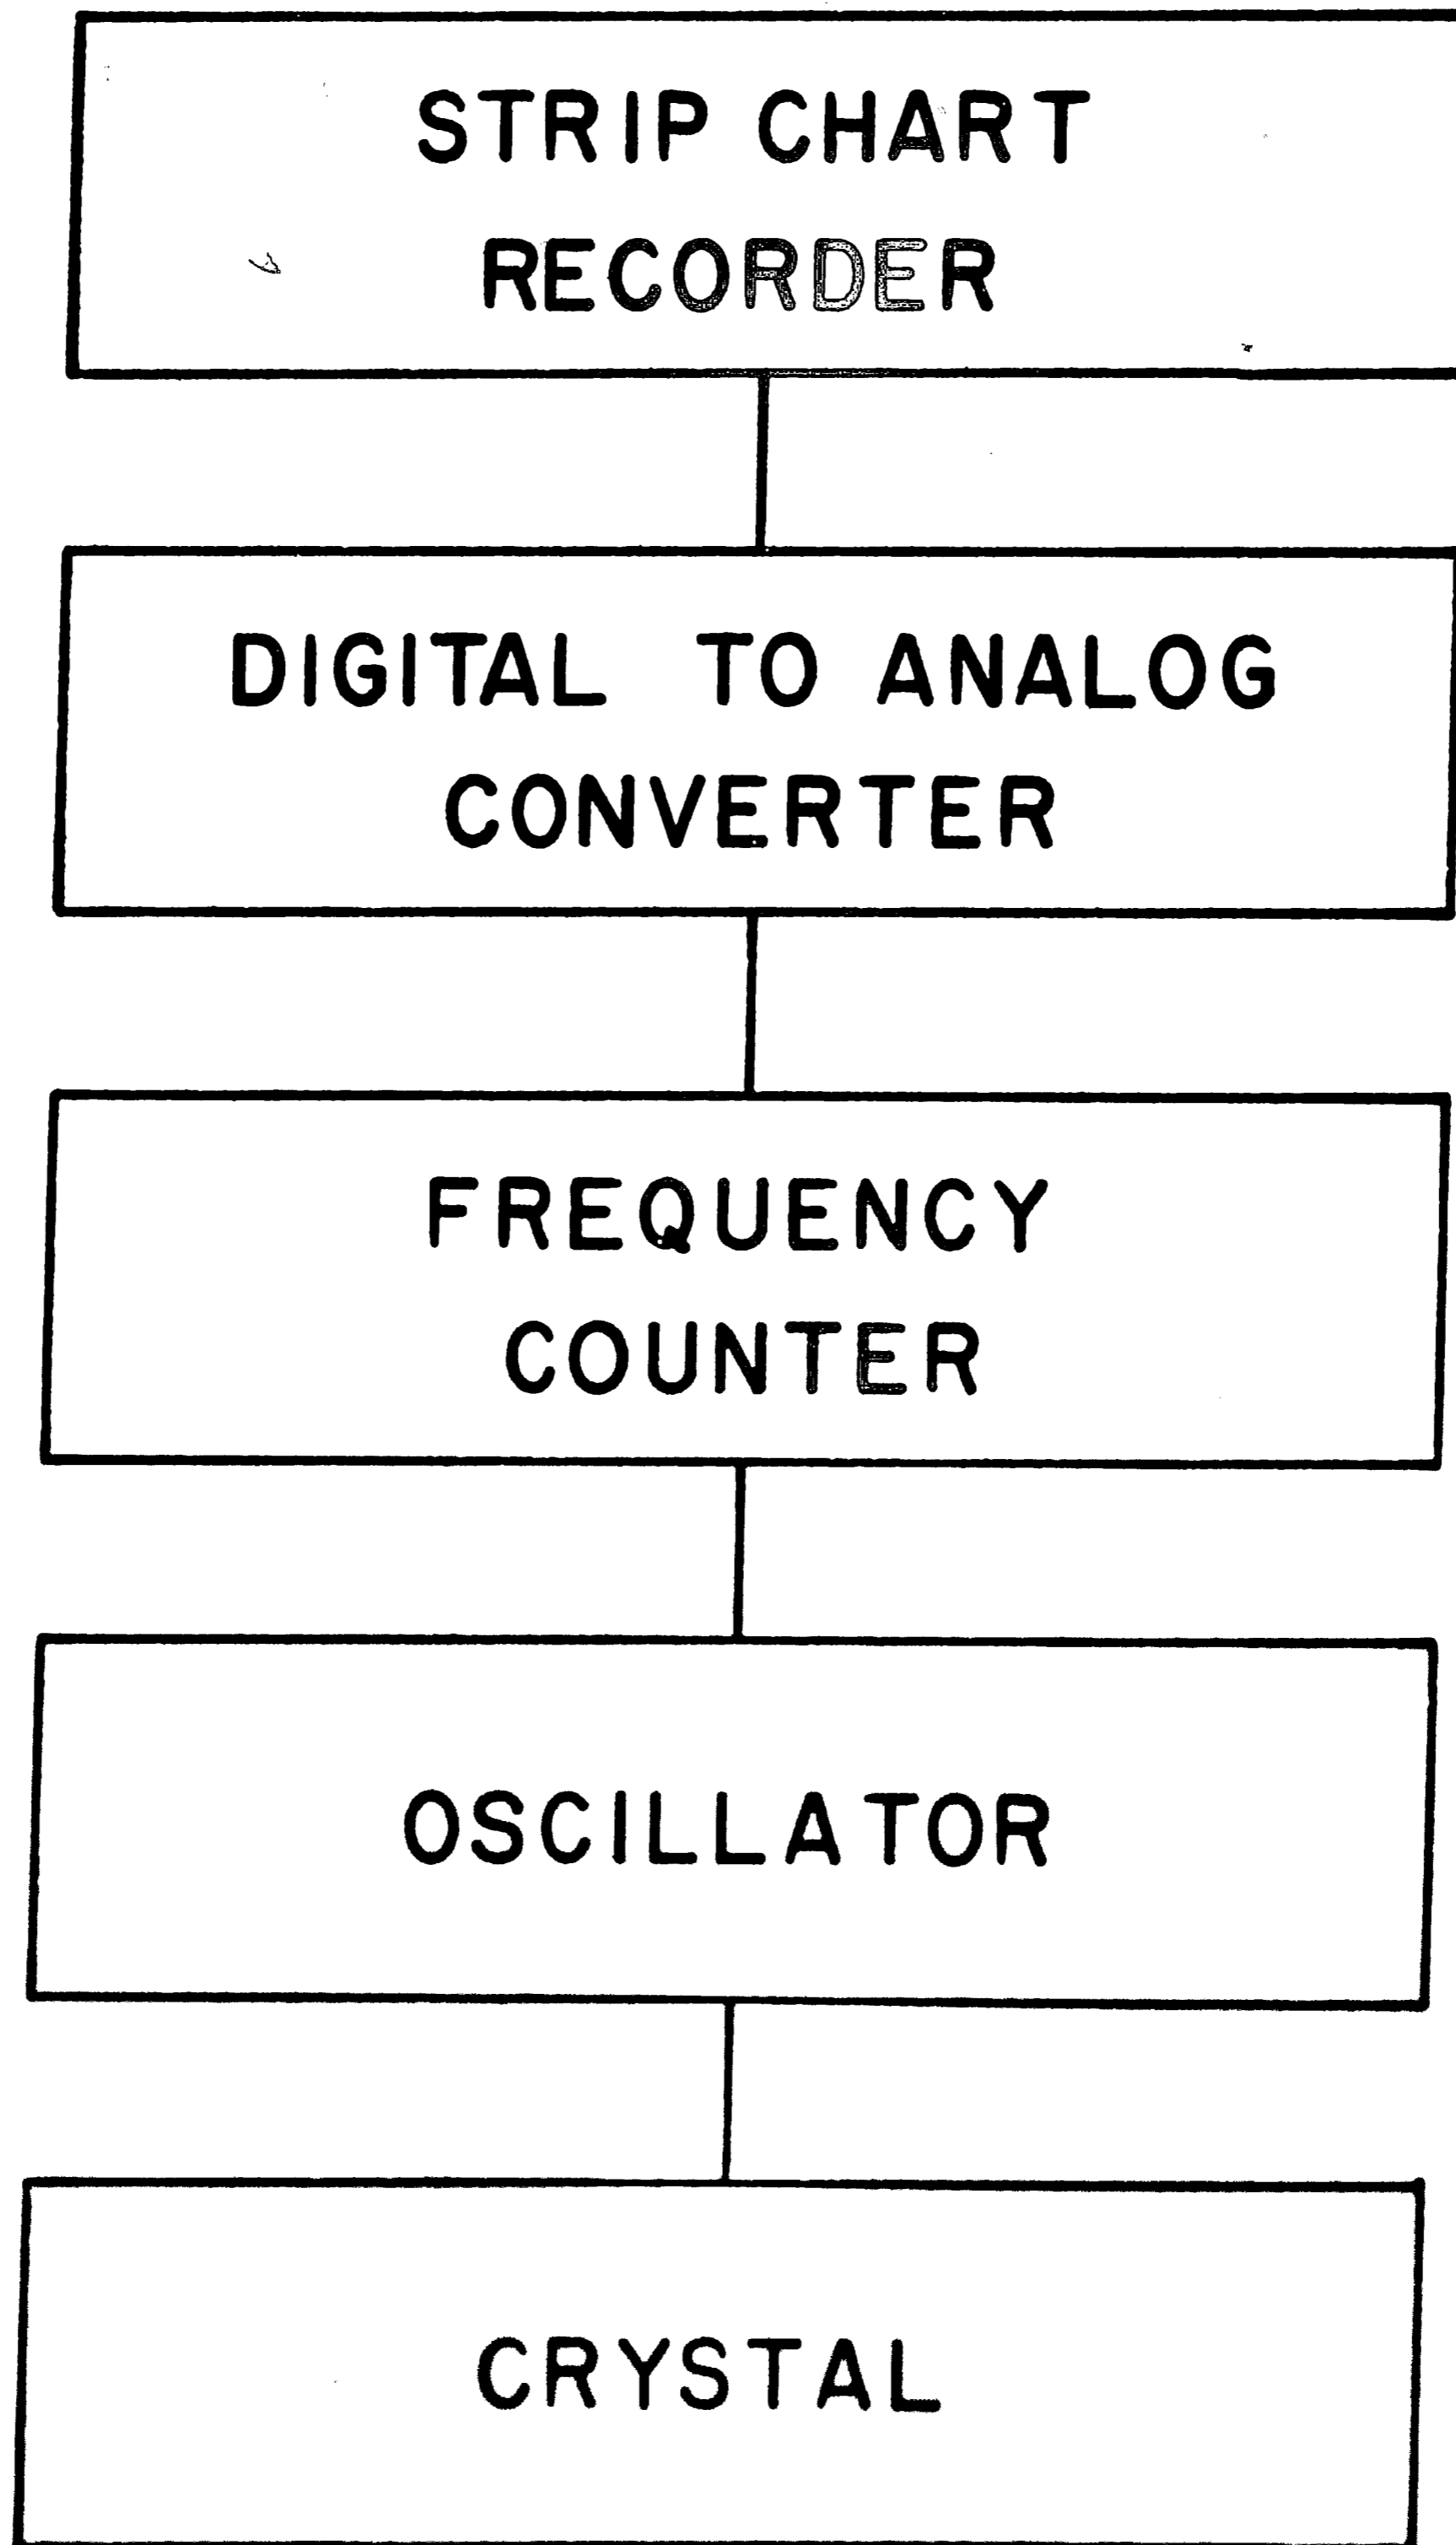 STRIP CHART
RECORDER
DIGITAL TO ANALOG
CONVERTER
FREQUENCY
COUNTER
OSCILLATOR
CRYSTAL